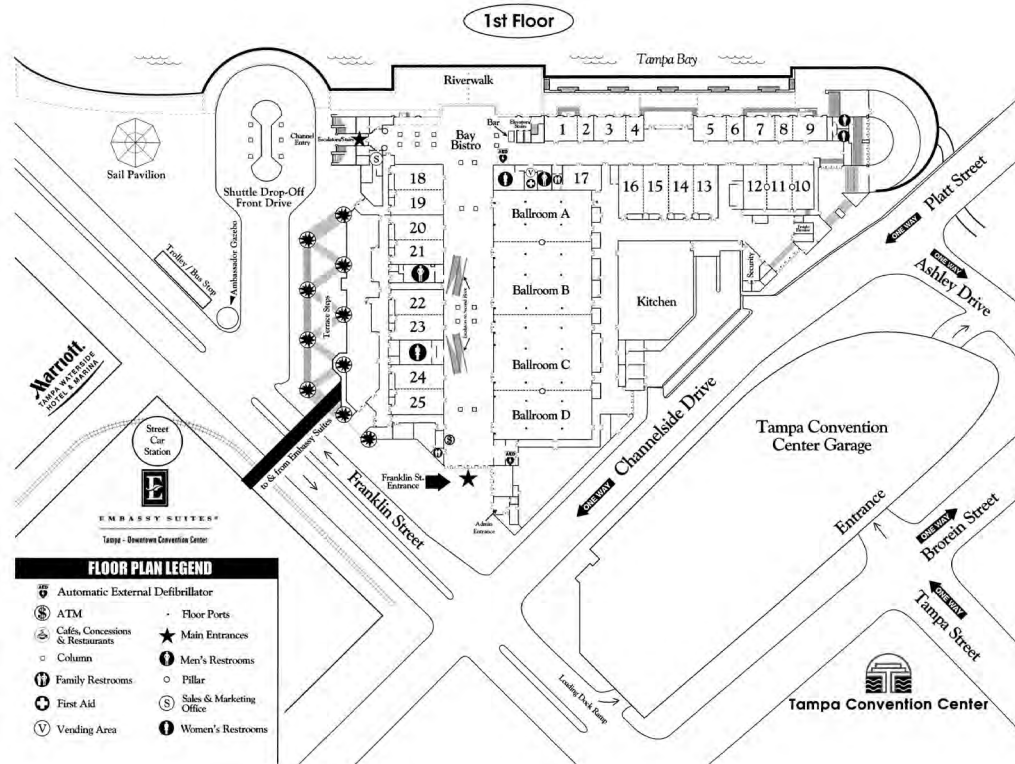 1st Floor
Tampa Bay
Riverwalk
Bar
Channel
Entry
Bay
Bistro
1 2 3 4 5 6 7 8 9
Sail Pavilion
Shuttle Drop-Off
Front Drive
S
AED
V
18
17
16 15 14 13
12 11 10
19
Ballroom A
20
21
Ballroom B
22
23
Ballroom C
24
25
Ballroom D
Kitchen
Security
Platt Street
ONE WAY
Ashley Drive
ONE WAY
Ambassador Gazebo
Trolley / Bus Stop
Terrace Steps
Marriott.
TAMPA WATERSIDE
HOTEL & MARINA
Street
Car
Station
E
EMBASSY SUITES®
Tampa - Downtown Convention Center
to & from Embassy Suites
Franklin Street
Franklin St.
Entrance
AED
Admin
Entrance
Channelside Drive
ONE WAY
Tampa Convention
Center Garage
Entrance
ONE WAY
Brorein Street
ONE WAY
Tampa Street
Loading Dock Ramp
Tampa Convention Center
FLOOR PLAN LEGEND
AED Automatic External Defibrillator
$ ATM
Cafés, Concessions
& Restaurants
Column
Family Restrooms
First Aid
V Vending Area
Floor Ports
Main Entrances
Men's Restrooms
Pillar
S Sales & Marketing
Office
Women's Restrooms